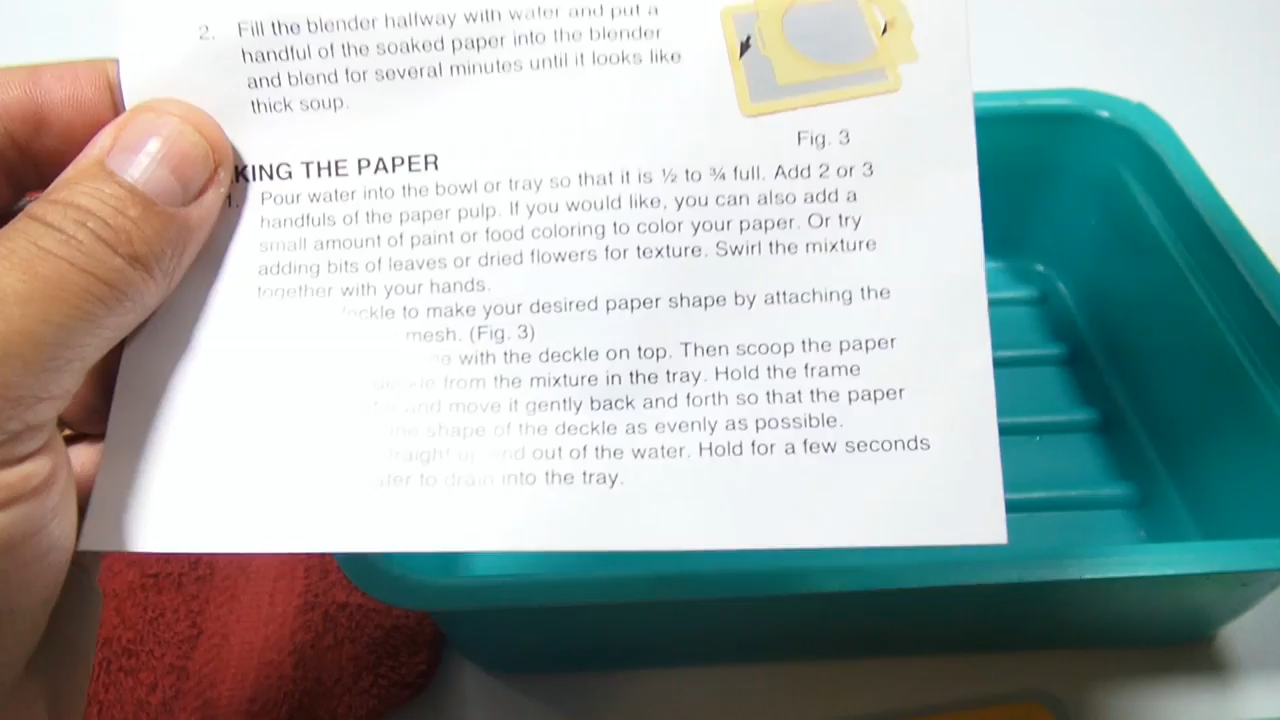 2. Fill the blender halfway with water and put a
handful of the soaked paper into the blender
and blend for several minutes until it looks like
thick soup.
Fig. 3
KING THE PAPER
1. Pour water into the bowl or tray so that it is ½ to ¾ full. Add 2 or 3
handfuls of the paper pulp. If you would like, you can also add a
small amount of paint or food coloring to color your paper. Or try
adding bits of leaves or dried flowers for texture. Swirl the mixture
together with your hands.
to make your desired paper shape by attaching the
mesh. (Fig. 3)
with the deckle on top. Then scoop the paper
from the mixture in the tray. Hold the frame
and move it gently back and forth so that the paper
shape of the deckle as evenly as possible.
out of the water. Hold for a few seconds
to drain into the tray.